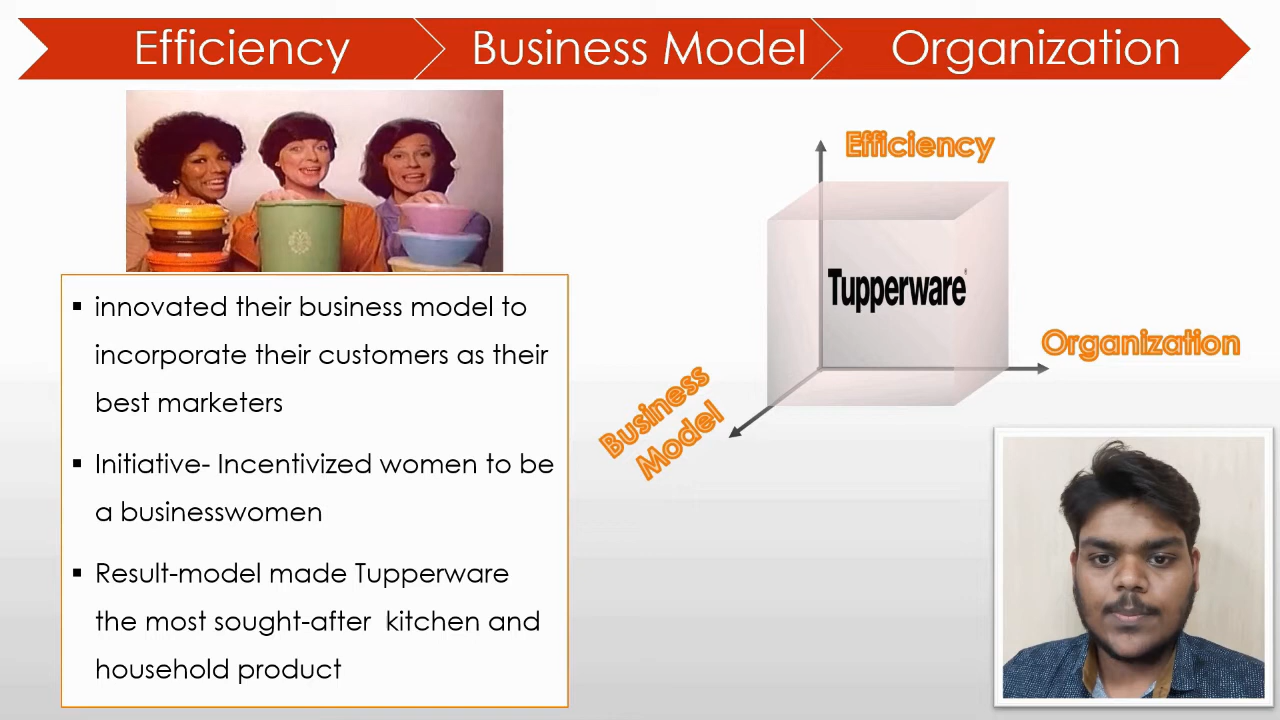 Efficiency
Business Model
Organization
innovated their business model to
incorporate their customers as their
best marketers
Initiative- Incentivized women to be
a businesswomen
Result-model made Tupperware
the most sought-after kitchen and
household product
Efficiency
Tupperware
Organization
Business
Model